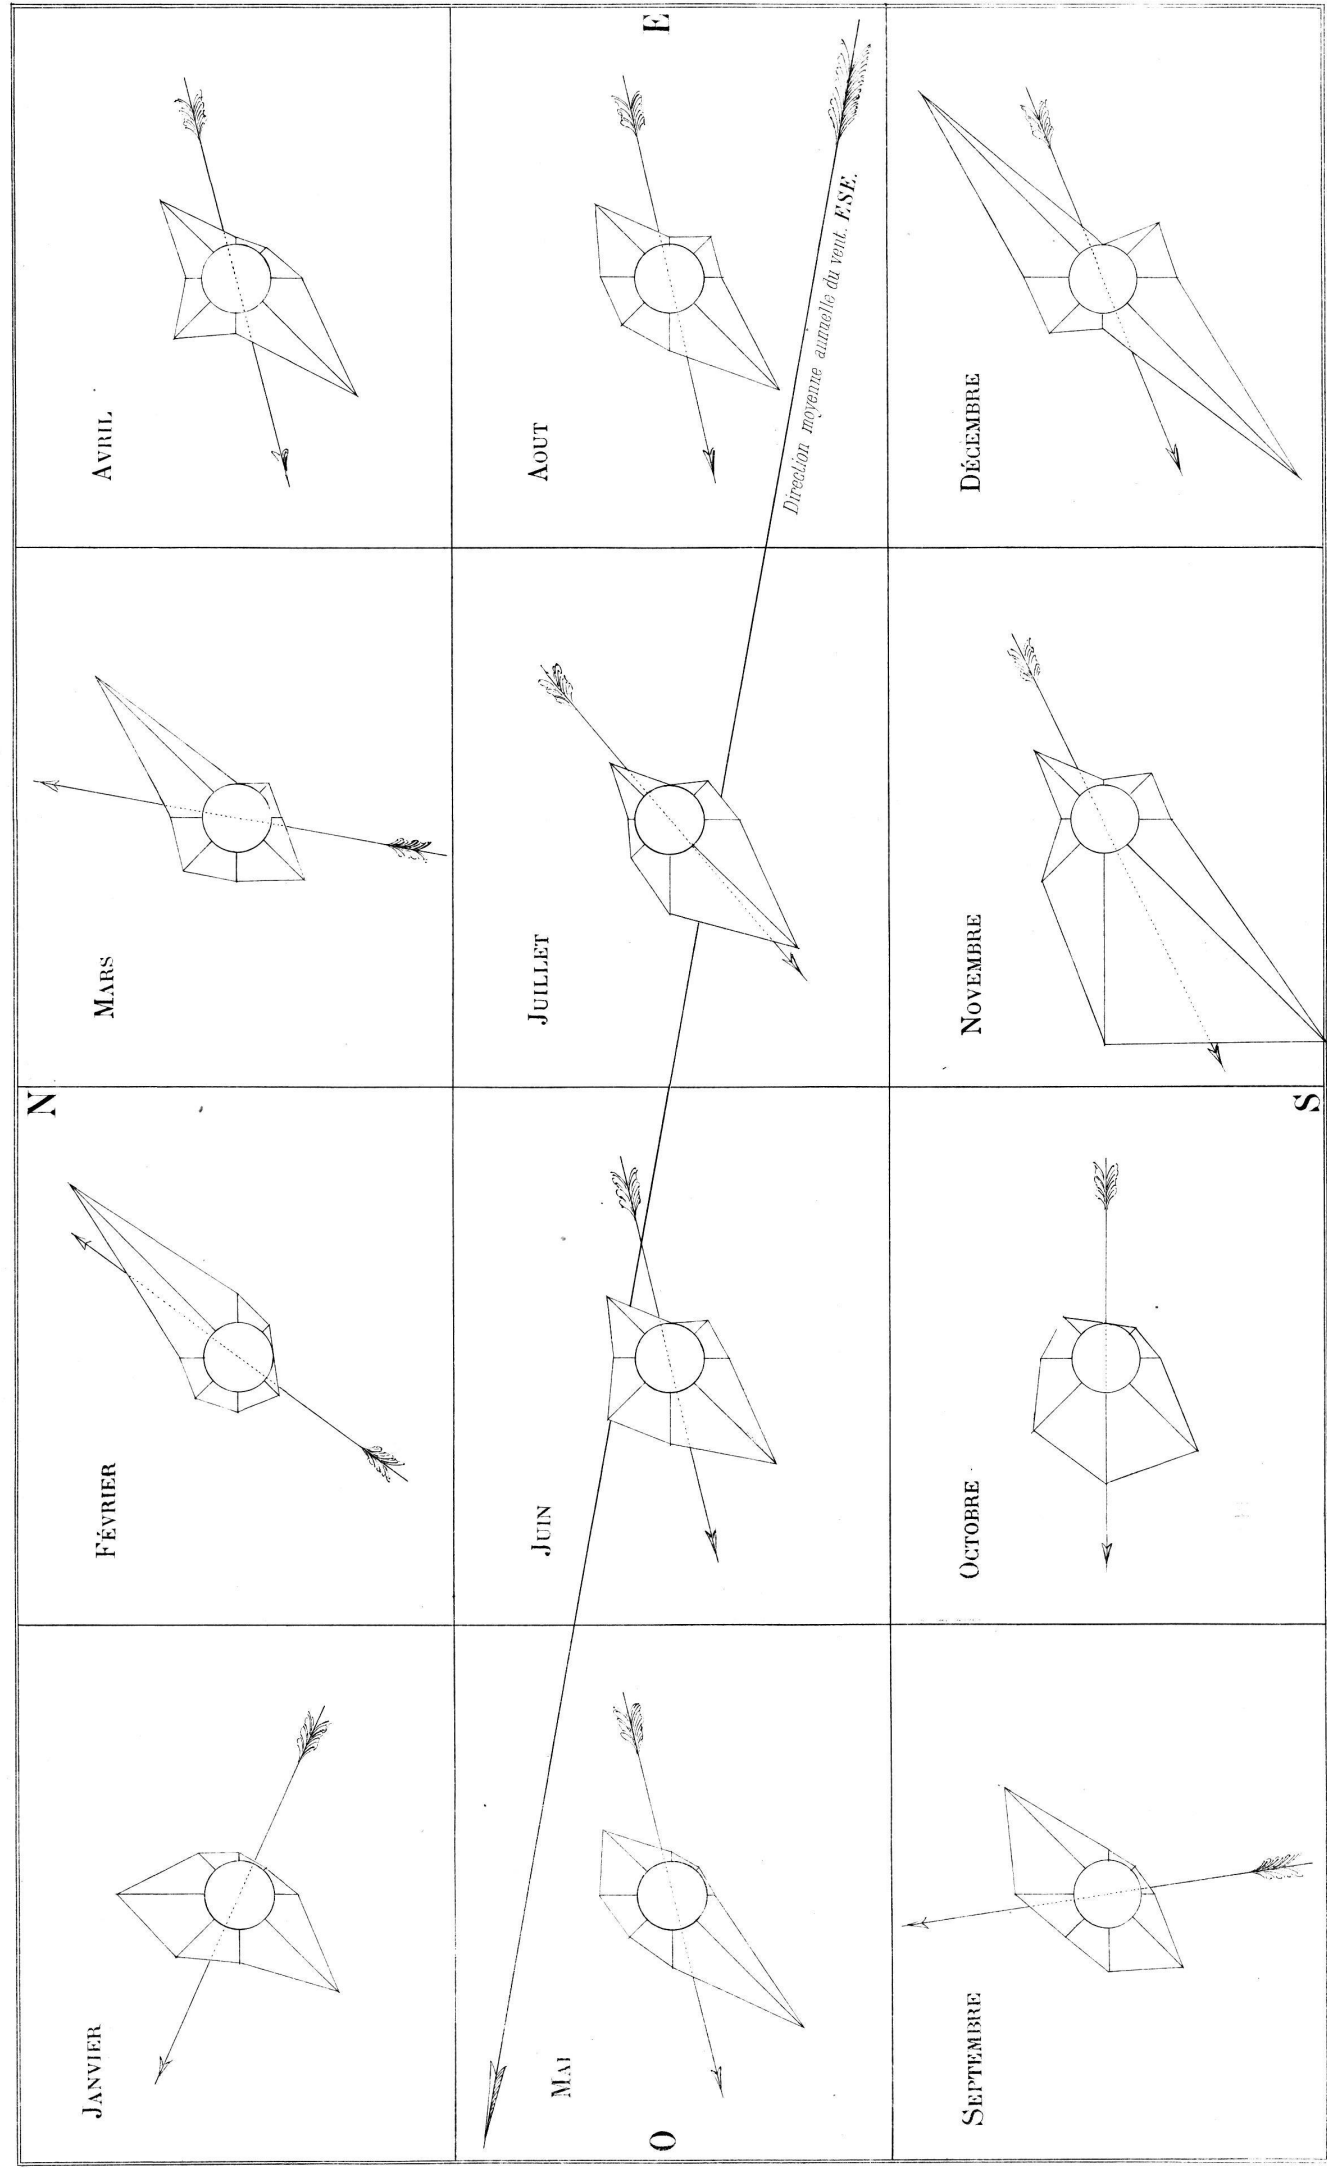 N
JANVIER
FÉVRIER
MARS
AVRIL
O
MAI
JUIN
JUILLET
AOUT
E
Direction moyenne annuelle du vent. ESE.
SEPTEMBRE
OCTOBRE
NOVEMBRE
DÉCEMBRE
S